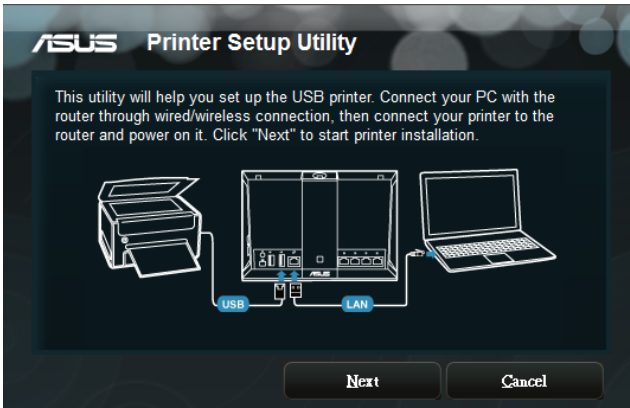 ASUS Printer Setup Utility
This utility will help you set up the USB printer. Connect your PC with the
router through wired/wireless connection, then connect your printer to the
router and power on it. Click "Next" to start printer installation.
ASUS
USB
LAN
Next
Cancel